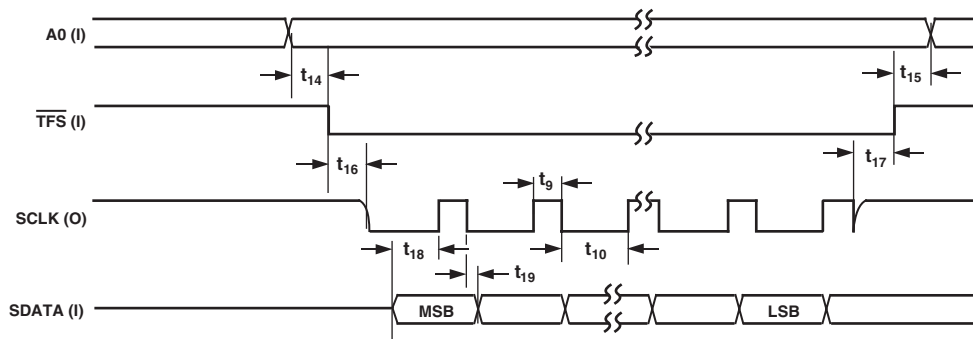 A0 (I)
t14
t15
TFS (I)
t16
t17
t9
SCLK (O)
t18
t10
t19
SDATA (I)
MSB
LSB